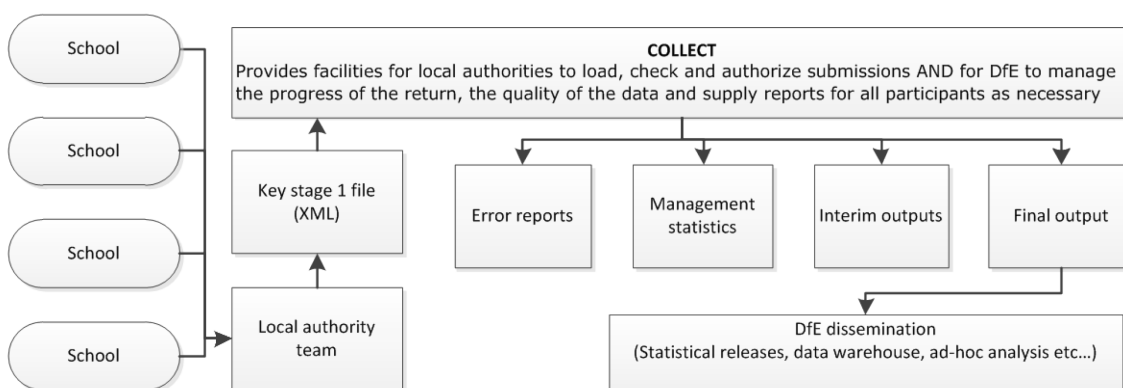 School
School
School
School
COLLECT
Provides facilities for local authorities to load, check and authorize submissions AND for DfE to manage
the progress of the return, the quality of the data and supply reports for all participants as necessary
Key stage 1 file
(XML)
Local authority
team
Error reports
Management
statistics
Interim outputs
Final output
DfE dissemination
(Statistical releases, data warehouse, ad-hoc analysis etc…)